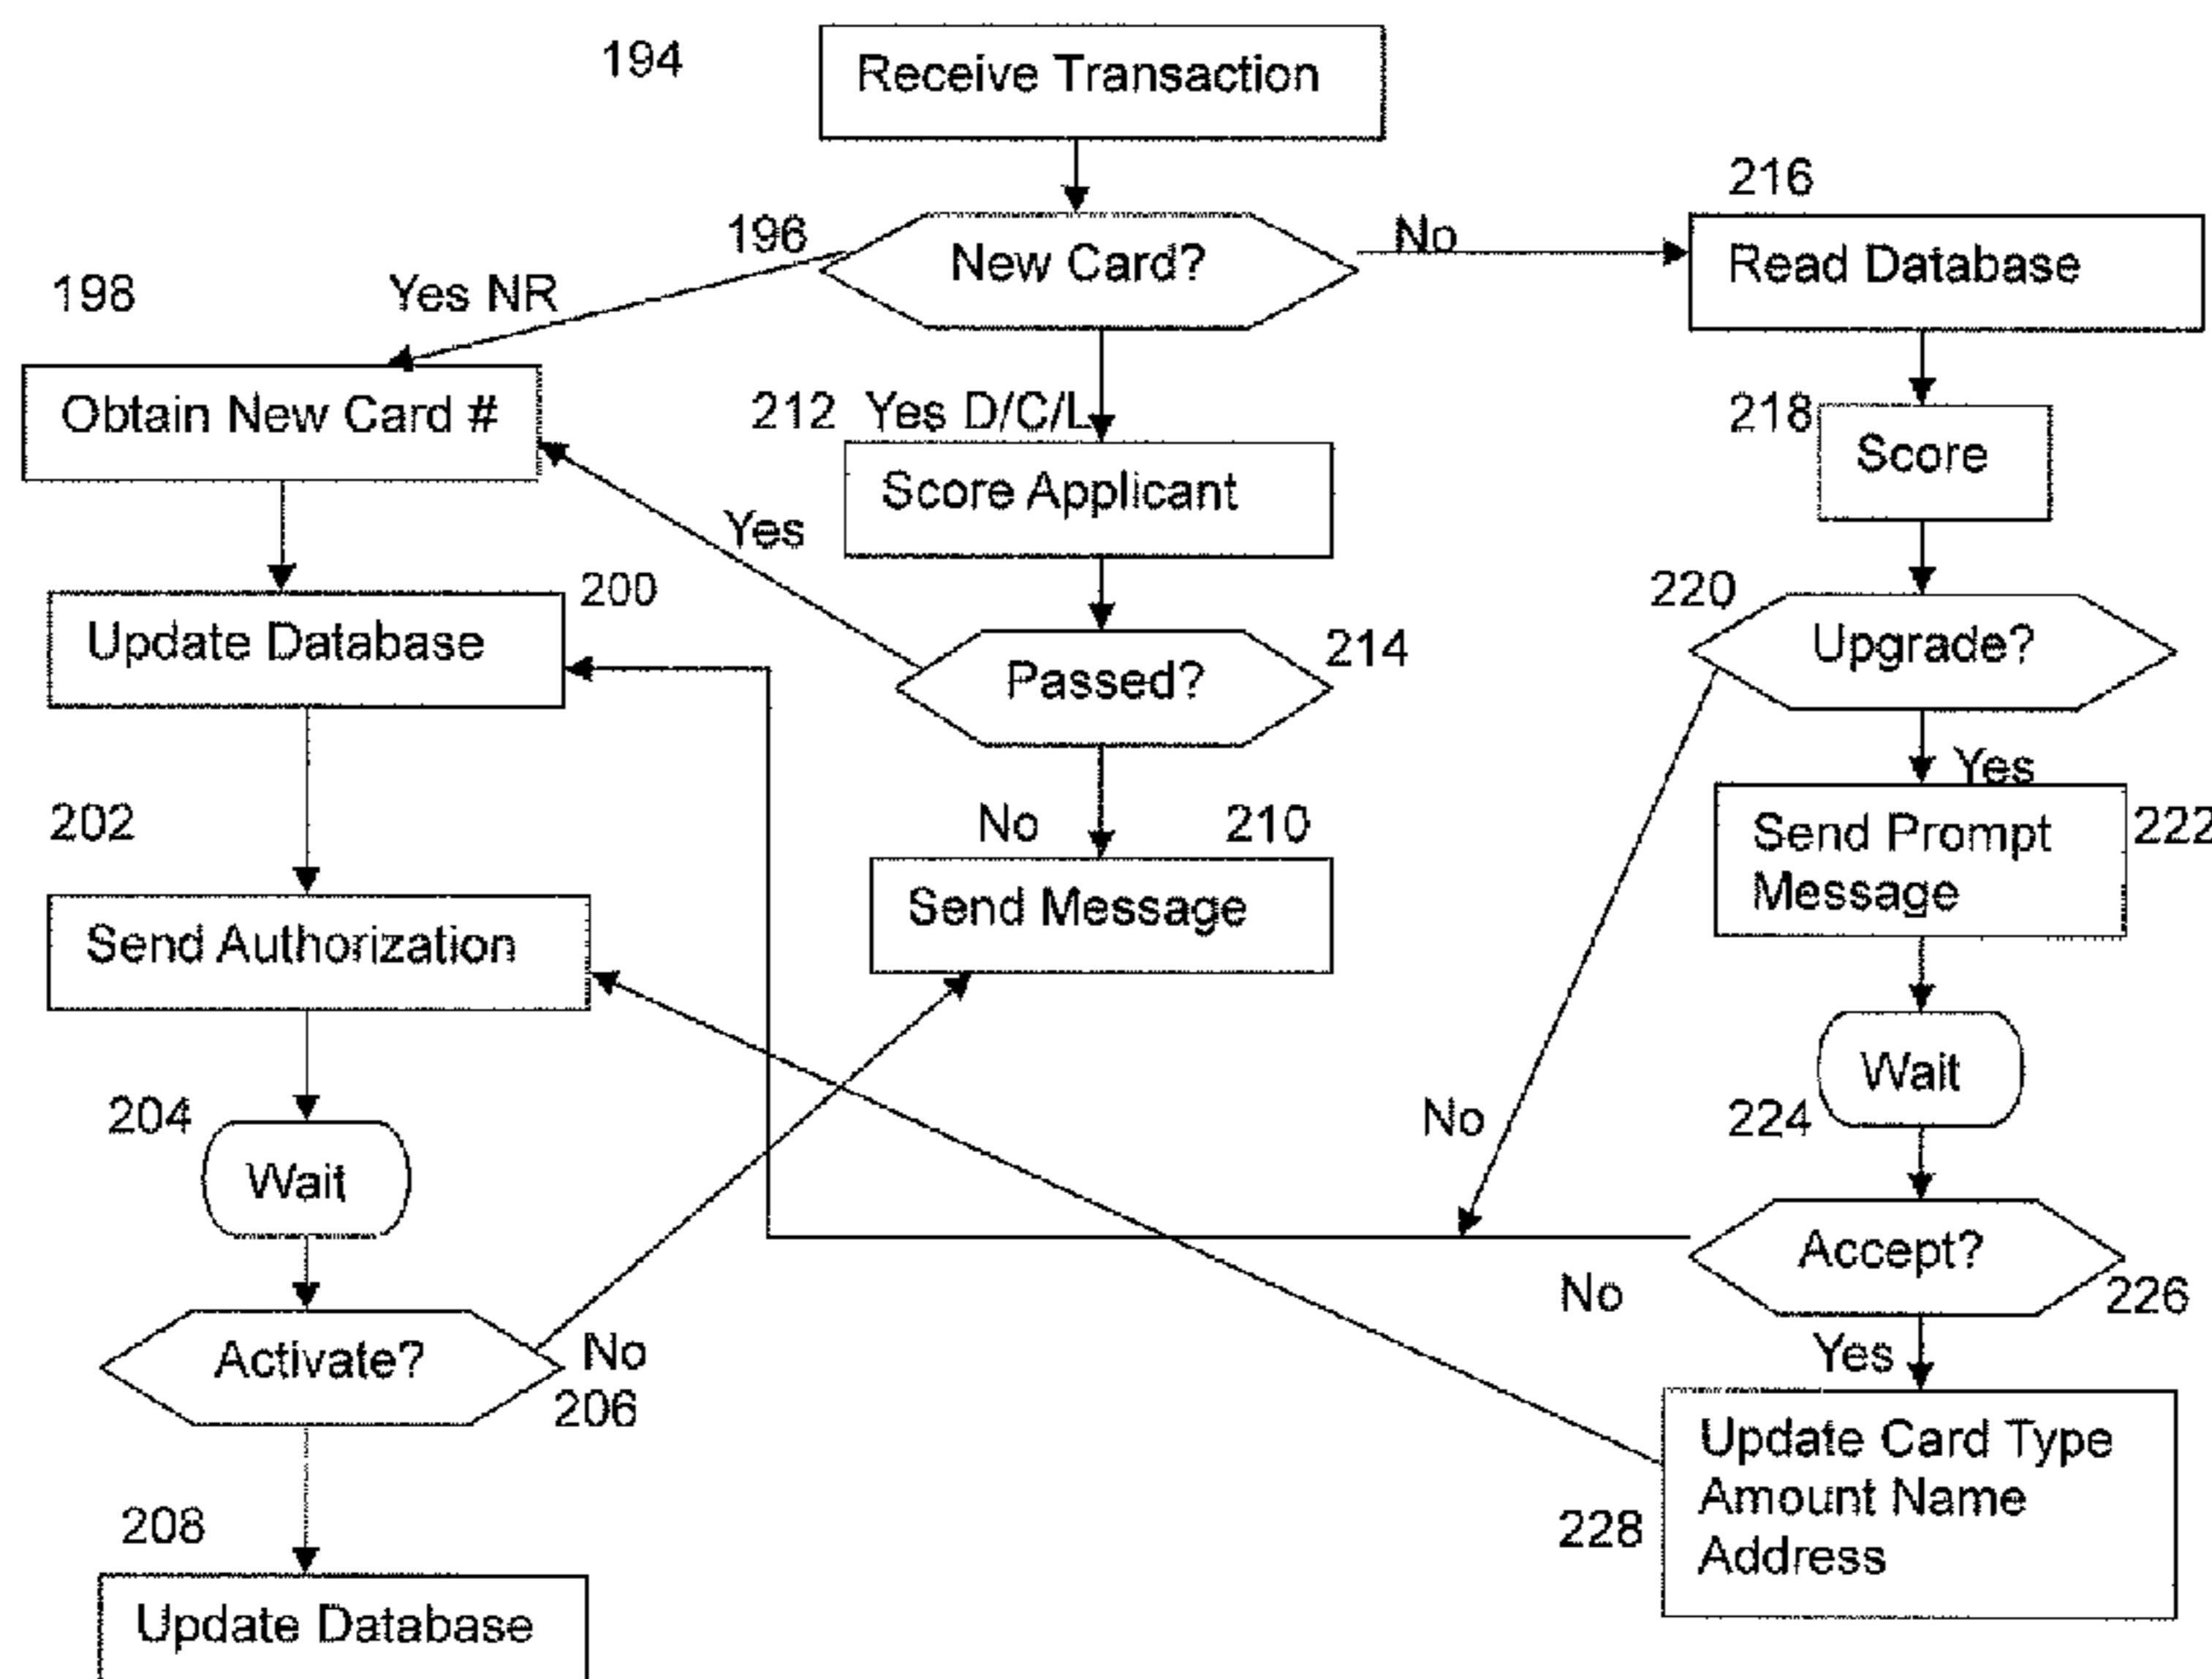 194
Receive Transaction
196
New Card?
No
216
Read Database
198
Yes NR
Obtain New Card #
212
Yes D/C/L
Score Applicant
218
Score
Yes
Update Database
200
Passed?
214
220
Upgrade?
Yes
202
No
210
Send Prompt
Message
222
Send Authorization
Send Message
204
Wait
No
Wait
224
Activate?
No
206
No
Accept?
226
Yes
208
Update Database
228
Update Card Type
Amount Name
Address